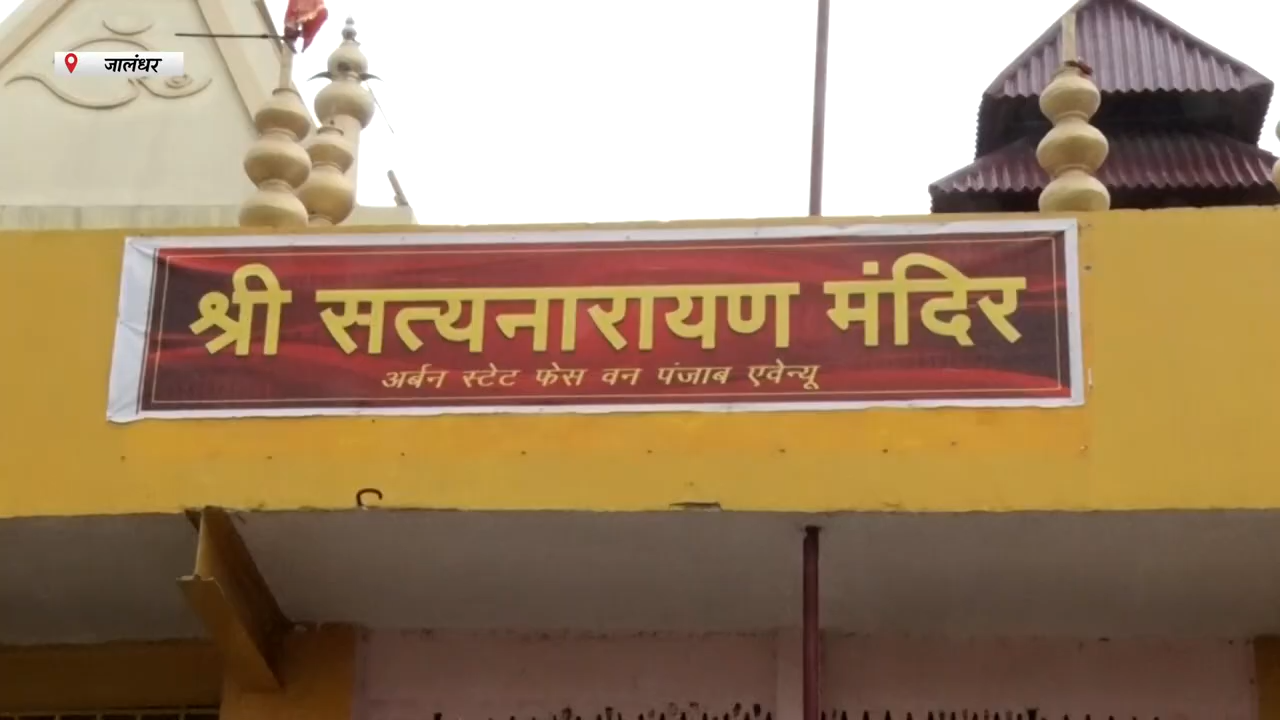 जालंधर
श्री सत्यनारायण मंदिर
अर्बन स्टेट फेस वन पंजाब एवेन्यू